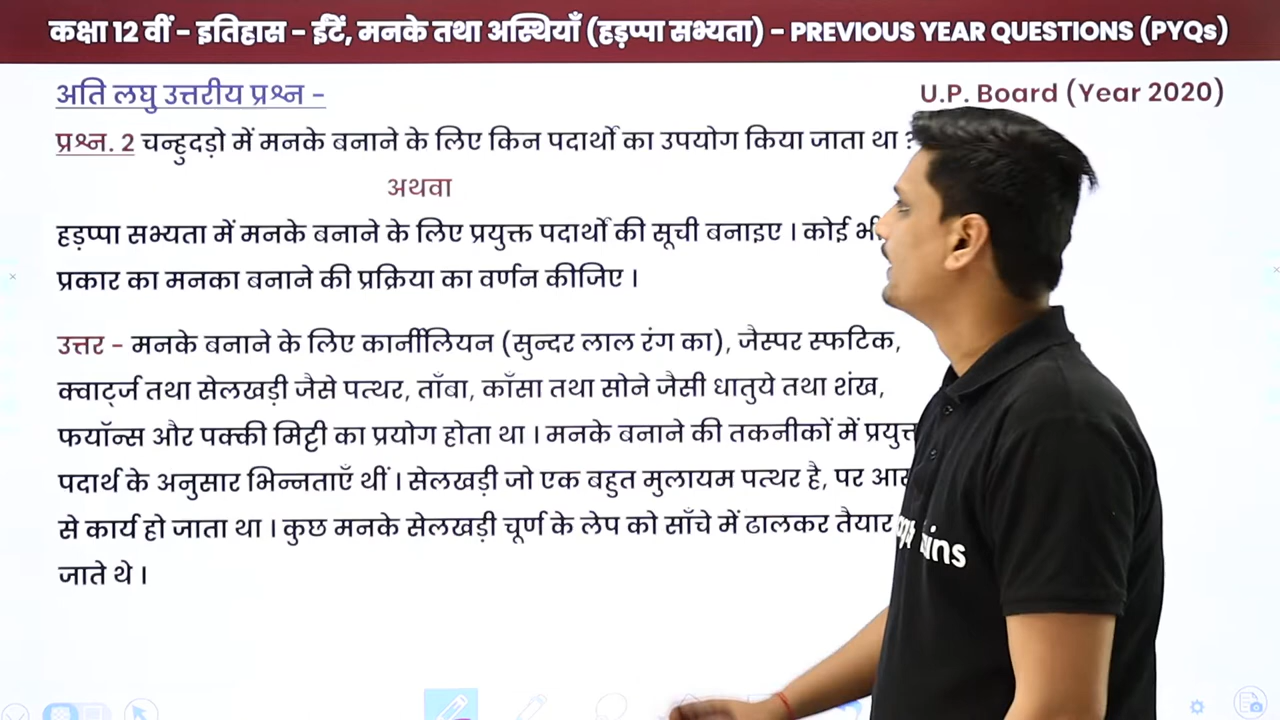 कक्षा 12 वीं - इतिहास - ईंटें, मनके तथा अस्थियाँ (हड़प्पा सभ्यता) - PREVIOUS YEAR QUESTIONS (PYQs)
अति लघु उत्तरीय प्रश्न -
U.P. Board (Year 2020)
प्रश्न. 2 चन्हुदड़ो में मनके बनाने के लिए किन पदार्थो का उपयोग किया जाता था ?
अथवा
हड़प्पा सभ्यता में मनके बनाने के लिए प्रयुक्त पदार्थों की सूची बनाइए । कोई
प्रकार का मनका बनाने की प्रक्रिया का वर्णन कीजिए ।
उत्तर - मनके बनाने के लिए कार्नीलियन (सुन्दर लाल रंग का), जैस्पर स्फटिक,
क्वार्ट्ज तथा सेलखड़ी जैसे पत्थर, ताँबा, काँसा तथा सोने जैसी धातुये तथा शंख,
फयॉन्स और पक्की मिट्टी का प्रयोग होता था । मनके बनाने की तकनीकों में प्रयुक्त
पदार्थ के अनुसार भिन्नताएँ थीं । सेलखड़ी जो एक बहुत मुलायम पत्थर है, पर
से कार्य हो जाता था । कुछ मनके सेलखड़ी चूर्ण के लेप को साँचे में ढालकर तैयार
जाते थे ।